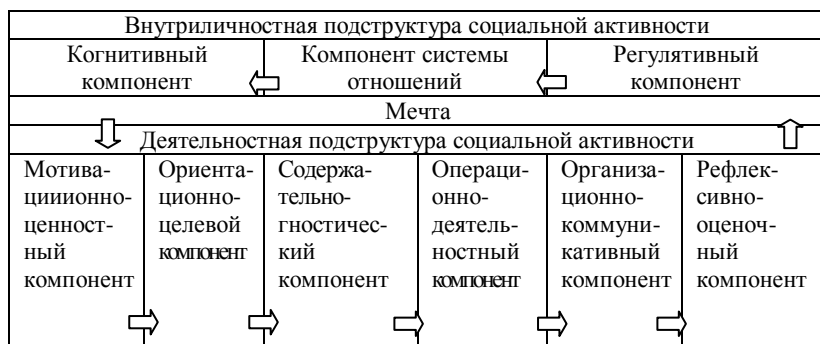 Внутриличностная подструктура социальной активности
Когнитивный
компонент
Компонент системы
отношений
Регулятивный
компонент
Мечта
Деятельностная подструктура социальной активности
Мотива-
циииионно-
ценност-
ный
компонент
Ориента-
ционно-
целевой
компонент
Содержа-
тельно-
гностичес-
кий
компонент
Операци-
онно-
деятель-
ностный
компонент
Организа-
ционно-
коммуни-
кативный
компонент
Рефлек-
сивно-
оценоч-
ный
компонент